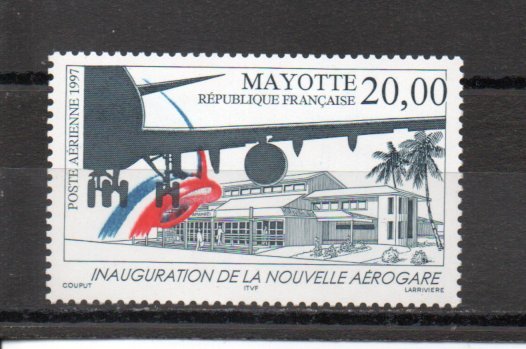 MAYOTTE
RÉPUBLIQUE FRANÇAISE 20,00
POSTE AÉRIENNE 1997
INAUGURATION DE LA NOUVELLE AÉROGARE
COUPUT ITVF LARRIVIERE